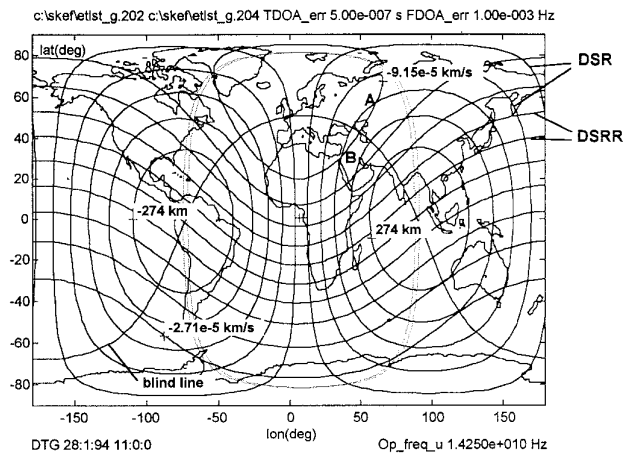 c:\skef\etlst_g.202 c:\skef\etlst_g.204 TDOA_err 5.00e-007 s FDOA_err 1.00e-003 Hz
lat(deg)
80
60
40
20
0
-20
-40
-60
-80
-9.15e-5 km/s
A
B
-274 km
274 km
-2.71e-5 km/s
blind line
DSR
DSRR
-150
-100
-50
0
50
100
150
lon(deg)
DTG 28:1:94 11:0:0
Op_freq_u 1.4250e+010 Hz